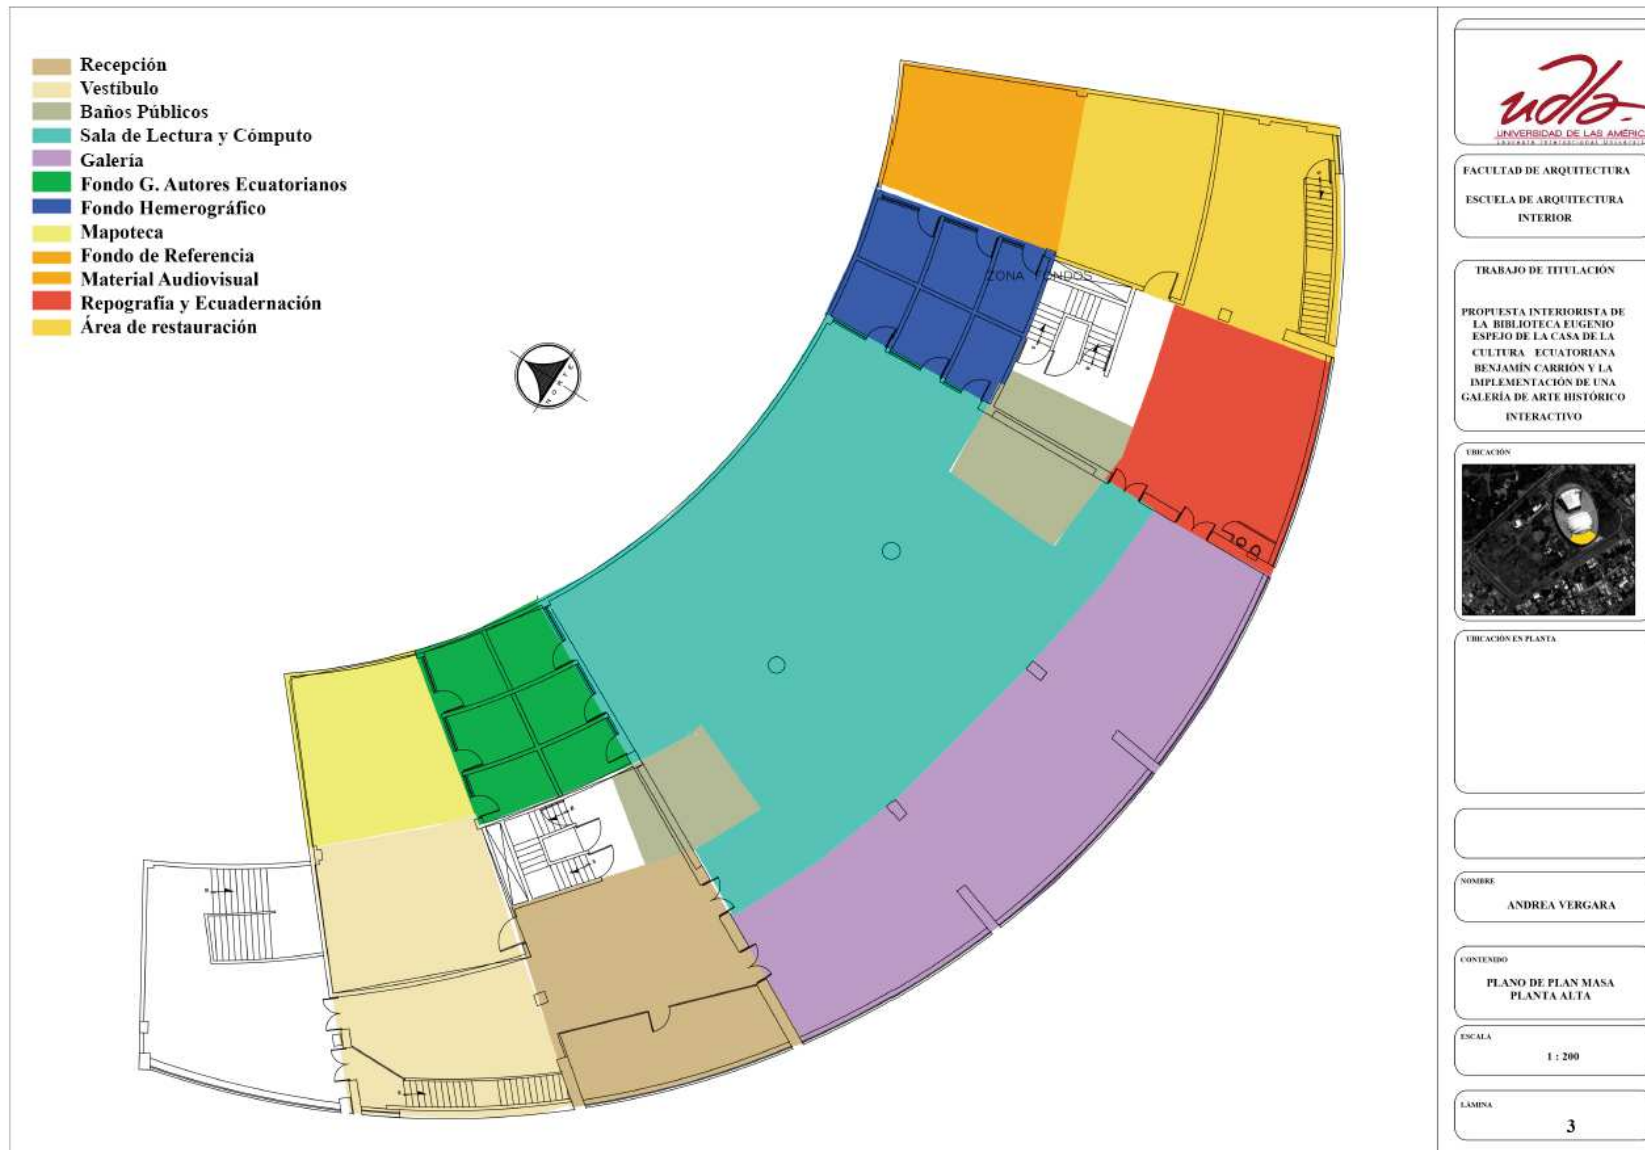 Recepción
Vestíbulo
Baños Públicos
Sala de Lectura y Cómputo
Galería
Fondo G. Autores Ecuatorianos
Fondo Hemerográfico
Mapoteca
Fondo de Referencia
Material Audiovisual
Repografía y Ecuadernación
Área de restauración
NORTE
ZONA FONDOS
udla.
UNIVERSIDAD DE LAS AMÉRIC
FACULTAD DE ARQUITECTURA
ESCUELA DE ARQUITECTURA
INTERIOR
TRABAJO DE TITULACIÓN
PROPUESTA INTERIORISTA DE
LA BIBLIOTECA EUGENIO
ESPEJO DE LA CASA DE LA
CULTURA ECUATORIANA
BENJAMÍN CARRIÓN Y LA
IMPLEMENTACIÓN DE UNA
GALERÍA DE ARTE HISTÓRICO
INTERACTIVO
UBICACIÓN
UBICACIÓN EN PLANTA
NOMBRE
ANDREA VERGARA
CONTENIDO
PLANO DE PLAN MASA
PLANTA ALTA
ESCALA
1 : 200
LÁMINA
3